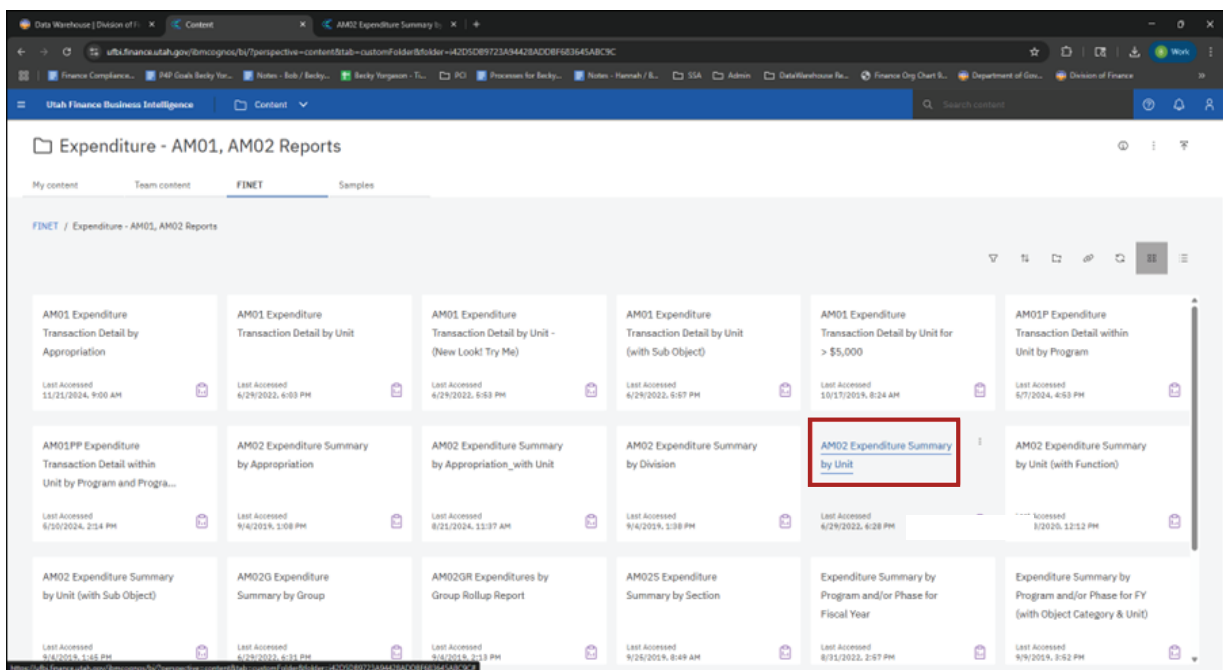 Data Warehouse | Division of Fi
Content
AM02 Expenditure Summary by
ufbi.finance.utah.gov/ibmcognos/bi/?perspective=content&tab=customFolder&folder=i42D5DB9723A94428ADDBF683645ABC9C
Work
Finance Compliance...
P4P Goals Becky Yor...
Notes - Bob / Becky...
Becky Yorgason - Ti...
PCI
Processes for Becky...
Notes - Hannah / B...
SSA
Admin
DataWarehouse Re...
Finance Org Chart S...
Department of Gov...
Division of Finance
Utah Finance Business Intelligence
Content
Search content
Expenditure - AM01, AM02 Reports
My content
Team content
FINET
Samples
FINET / Expenditure - AM01, AM02 Reports
AM01 Expenditure
Transaction Detail by
Appropriation
Last Accessed
11/21/2024, 9:00 AM
AM01 Expenditure
Transaction Detail by Unit
Last Accessed
6/29/2022, 6:03 PM
AM01 Expenditure
Transaction Detail by Unit -
(New Look! Try Me)
Last Accessed
6/29/2022, 5:53 PM
AM01 Expenditure
Transaction Detail by Unit
(with Sub Object)
Last Accessed
6/29/2022, 5:57 PM
AM01 Expenditure
Transaction Detail by Unit for
> $5,000
Last Accessed
10/17/2019, 8:24 AM
AM01P Expenditure
Transaction Detail within
Unit by Program
Last Accessed
5/7/2024, 4:53 PM
AM01PP Expenditure
Transaction Detail within
Unit by Program and Progra...
Last Accessed
5/10/2024, 2:14 PM
AM02 Expenditure Summary
by Appropriation
Last Accessed
9/4/2019, 1:08 PM
AM02 Expenditure Summary
by Appropriation_with Unit
Last Accessed
8/21/2024, 11:37 AM
AM02 Expenditure Summary
by Division
Last Accessed
9/4/2019, 1:38 PM
AM02 Expenditure Summary
by Unit
Last Accessed
6/29/2022, 6:28 PM
AM02 Expenditure Summary
by Unit (with Function)
Accessed
3/2020, 12:12 PM
AM02 Expenditure Summary
by Unit (with Sub Object)
Last Accessed
9/4/2019, 1:45 PM
AM02G Expenditure
Summary by Group
Last Accessed
6/29/2022, 6:31 PM
AM02GR Expenditures by
Group Rollup Report
Last Accessed
9/4/2019, 2:13 PM
AM02S Expenditure
Summary by Section
Last Accessed
9/26/2019, 8:49 AM
Expenditure Summary by
Program and/or Phase for
Fiscal Year
Last Accessed
8/31/2022, 2:57 PM
Expenditure Summary by
Program and/or Phase for FY
(with Object Category & Unit)
Last Accessed
9/9/2019, 3:52 PM